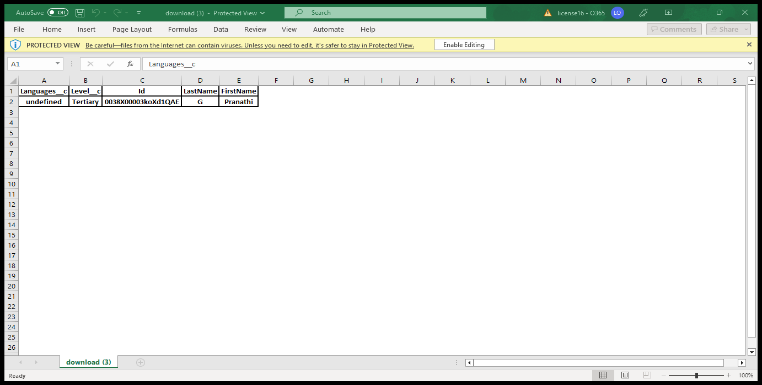 AutoSave Off download (3) - Protected View Search license16 - O365 LO
File Home Insert Page Layout Formulas Data Review View Automate Help Comments Share
PROTECTED VIEW Be careful—files from the Internet can contain viruses. Unless you need to edit, it's safer to stay in Protected View. Enable Editing
A1 fx Languages__c
A B C D E F G H I J K L M N O P Q R S
1 Languages__c Level__c Id LastName FirstName
2 undefined Tertiary 0038X00003koXd1QAE G Pranathi
3
4
5
6
7
8
9
10
11
12
13
14
15
16
17
18
19
20
21
22
23
24
25
26
download (3)
Ready 100%